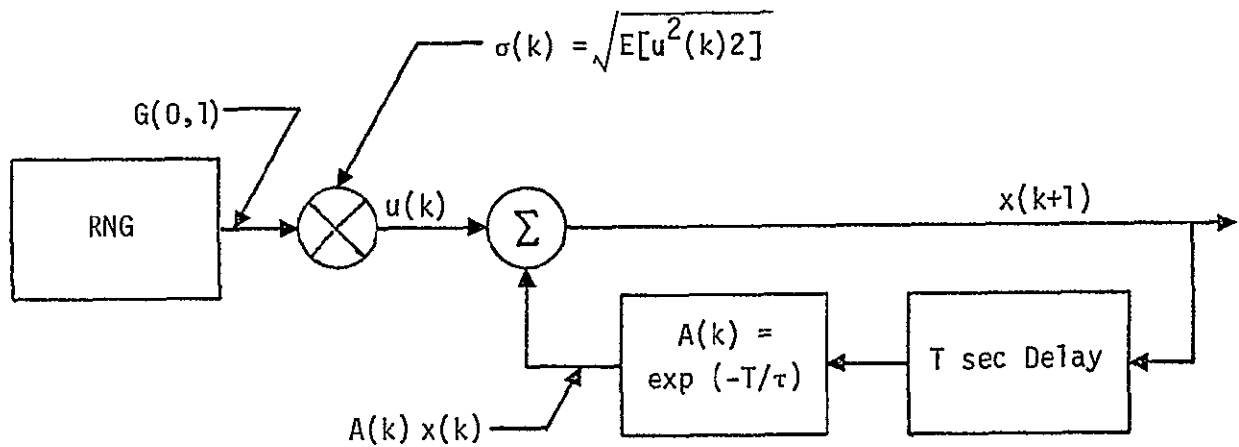 σ(k) = √E[u²(k)2]
G(0,1)
RNG
u(k)
Σ
x(k+1)
A(k) =
exp (-T/τ)
T sec Delay
A(k) x(k)